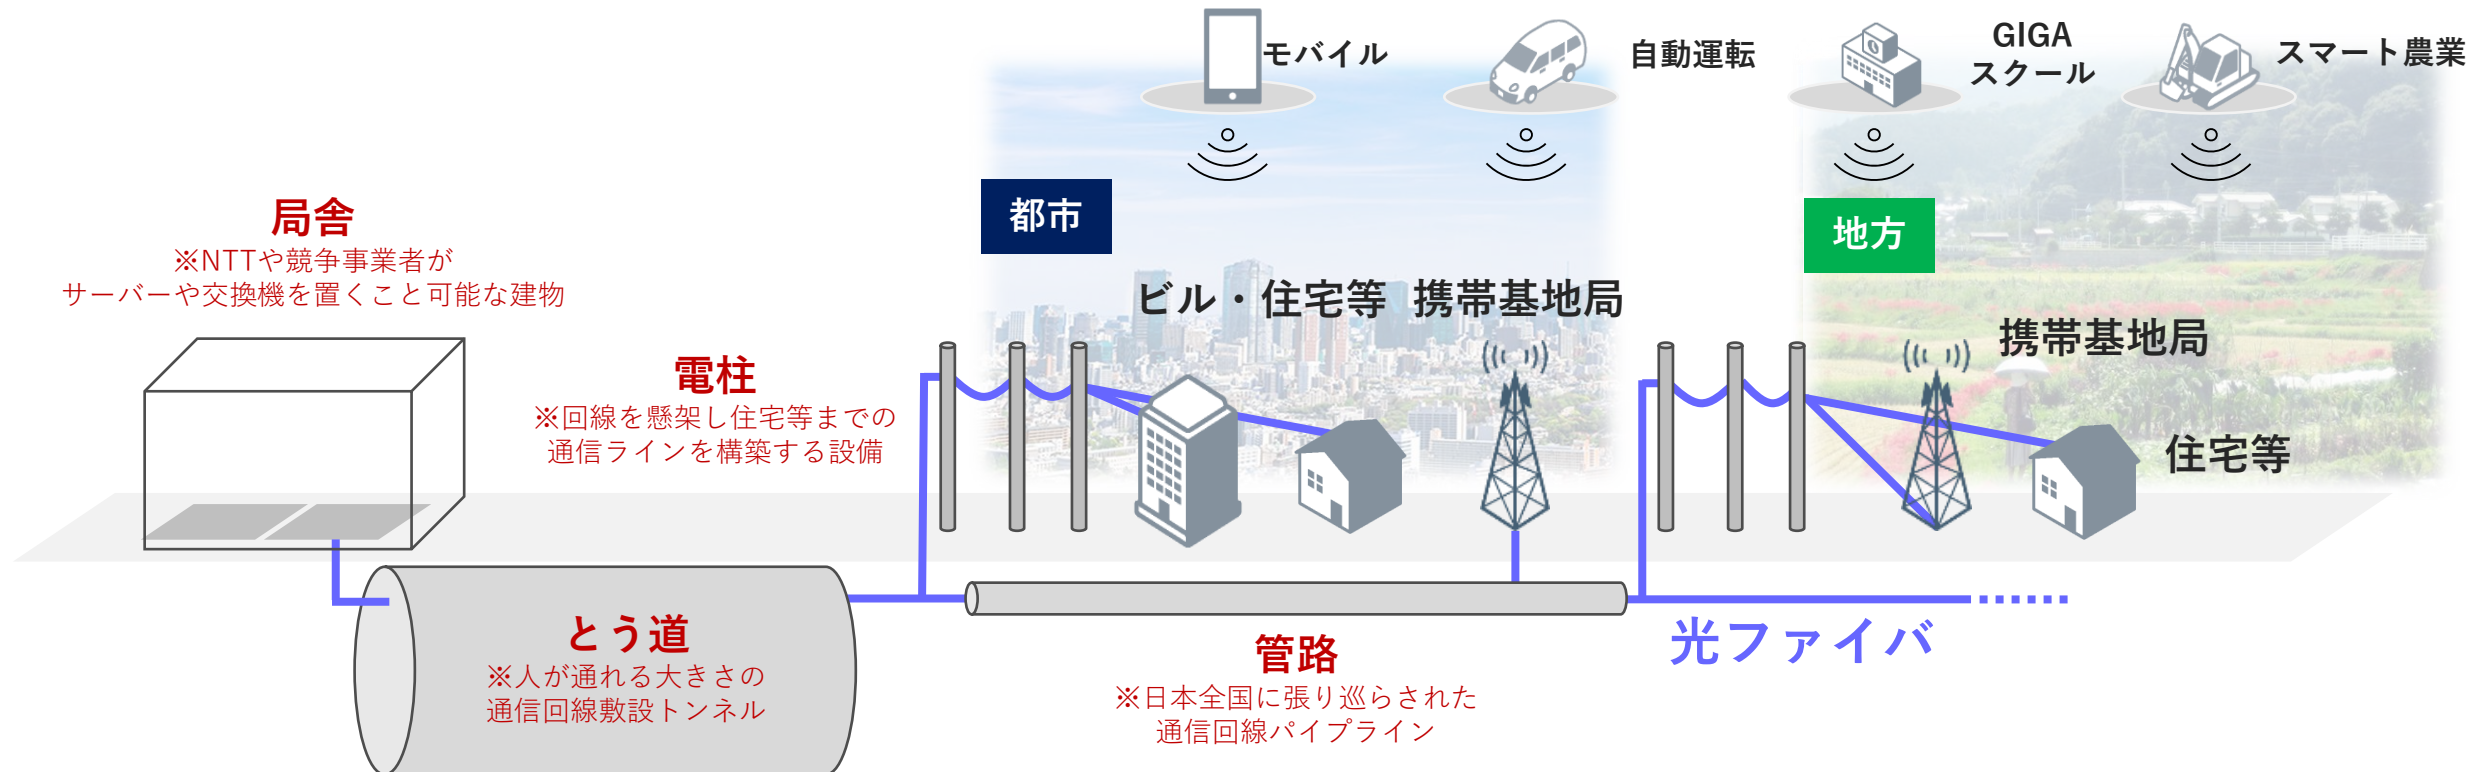 モバイル
自動運転
GIGA
スクール
スマート農業
局舎
※NTTや競争事業者が
サーバーや交換機を置くこと可能な建物
都市
地方
ビル・住宅等
携帯基地局
携帯基地局
住宅等
電柱
※回線を懸架し住宅等までの
通信ラインを構築する設備
とう道
※人が通れる大きさの
通信回線敷設トンネル
管路
※日本全国に張り巡らされた
通信回線パイプライン
光ファイバ